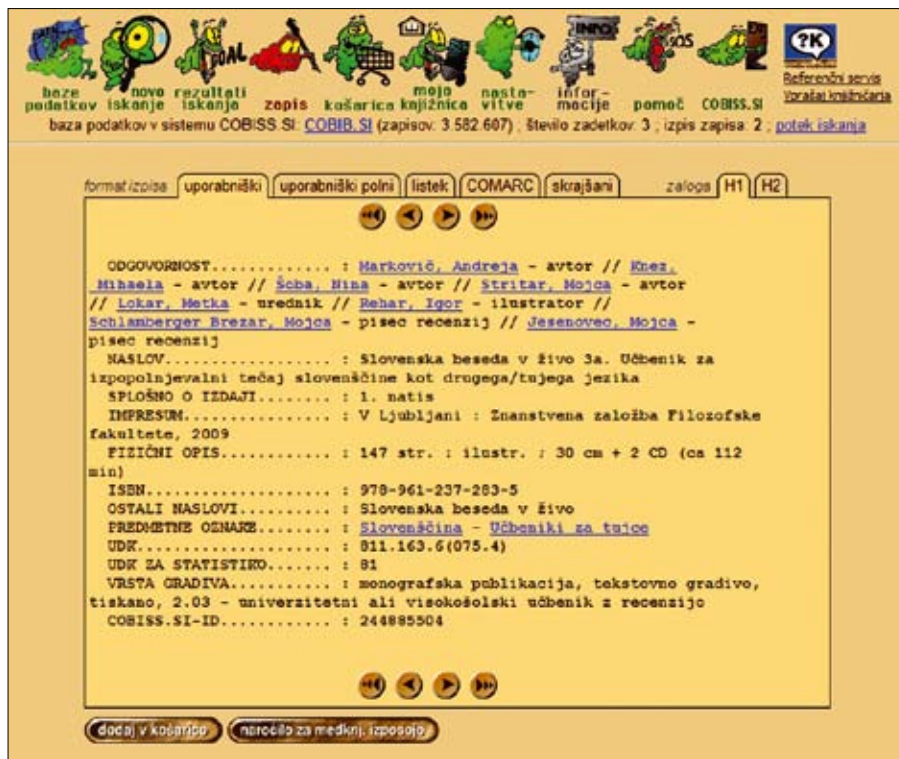 GOAL INFOS SOS ?K
baze podatkov novo iskanje rezultati iskanja zapis košarica moja knjižnica nasta-vitve infor-macije pomoč COBISS.SI
Referenčni servis
Vprašaj knjižničarja
baza podatkov v sistemu COBISS.SI: COBIB.SI (zapisov: 3.582.607) ; število zadetkov: 3 ; izpis zapisa: 2 ; potek iskanja
format izpisa uporabniški uporabniški polni listek COMARC skrajšani zaloga H1 H2
ODGOVORNOST............. : Markovič, Andreja - avtor // Knez,
Mihaela - avtor // Šoba, Nina - avtor // Stritar, Mojca - avtor
// Lokar, Metka - urednik // Rehar, Igor - ilustrator //
Schlamberger Brezar, Mojca - pisec recenzij // Jesenovec, Mojca -
pisec recenzij
NASLOV.................. : Slovenska beseda v živo 3a. Učbenik za
izpopolnjevalni tečaj slovenščine kot drugega/tujega jezika
SPLOŠNO O IZDAJI........ : 1. natis
IMPRESUM................ : V Ljubljani : Znanstvena založba Filozofske
fakultete, 2009
FIZIČNI OPIS............ : 147 str. : ilustr. ; 30 cm + 2 CD (ca 112
min)
ISBN.................... : 978-961-237-283-5
OSTALI NASLOVI.......... : Slovenska beseda v živo
PREDMETNE OZNAKE........ : Slovenščina - Učbeniki za tujce
UDK..................... : 811.163.6(075.4)
UDK ZA STATISTIKO....... : 81
VRSTA GRADIVA........... : monografska publikacija, tekstovno gradivo,
tiskano, 2.03 - univerzitetni ali visokošolski učbenik z recenzijo
COBISS.SI-ID............ : 244885504
dodaj v košarico naročilo za medknj. izposojo